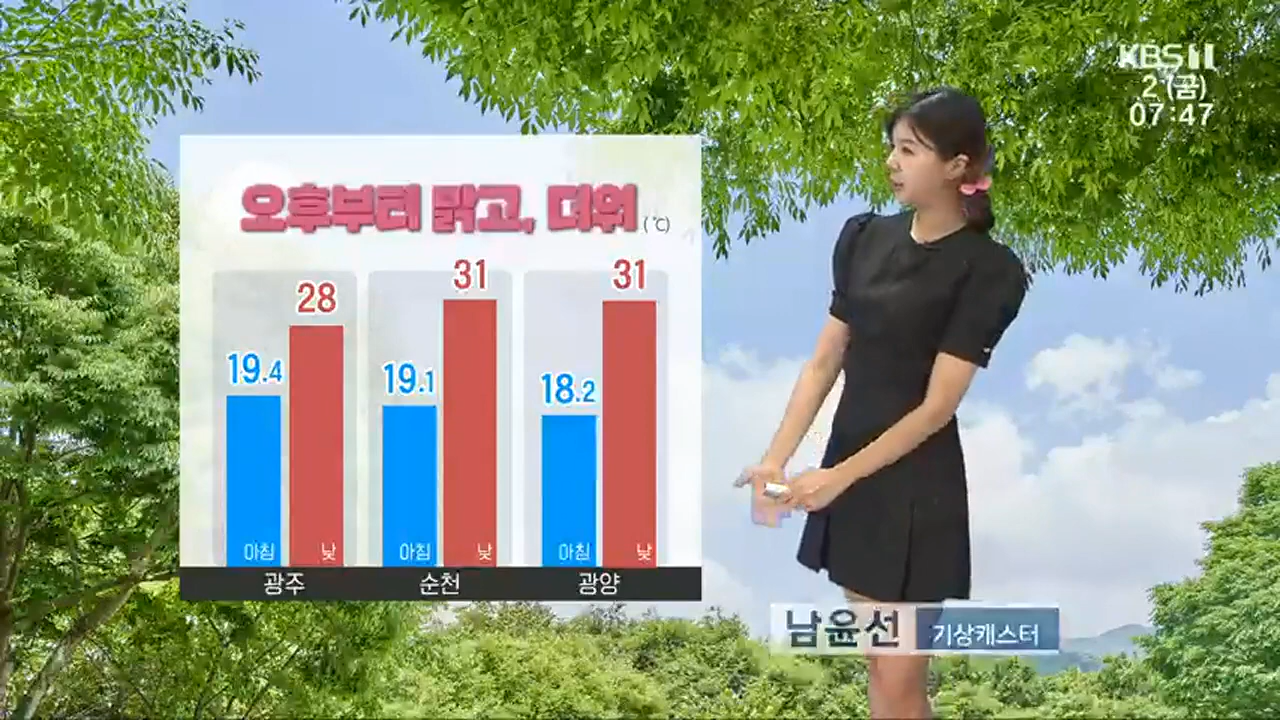 KBS
2 (금)
07:47
오후부터 맑고, 더위 (℃)
28 31 31
19.4 19.1 18.2
아침 낮 아침 낮 아침 낮
광주 순천 광양
남윤선 기상캐스터